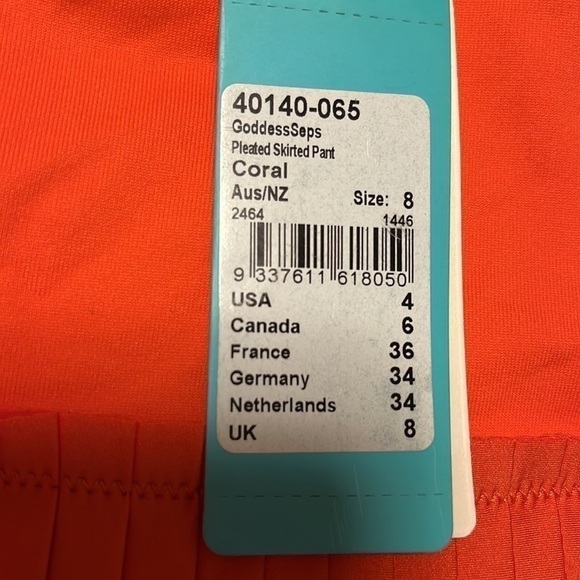 40140-065
GoddessSeps
Pleated Skirted Pant
Coral
Aus/NZ Size: 8
2464 1446
9 337611 618050
USA 4
Canada 6
France 36
Germany 34
Netherlands 34
UK 8